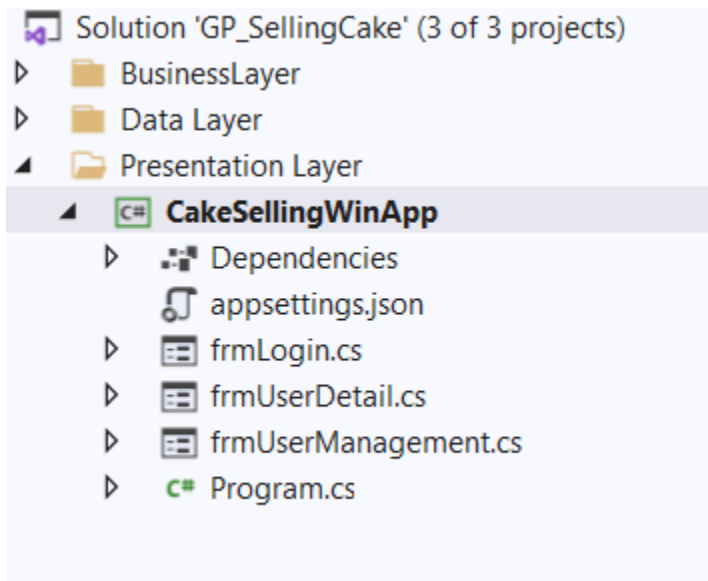 Solution 'GP_SellingCake' (3 of 3 projects)
BusinessLayer
Data Layer
Presentation Layer
C# CakeSellingWinApp
Dependencies
appsettings.json
frmLogin.cs
frmUserDetail.cs
frmUserManagement.cs
C# Program.cs